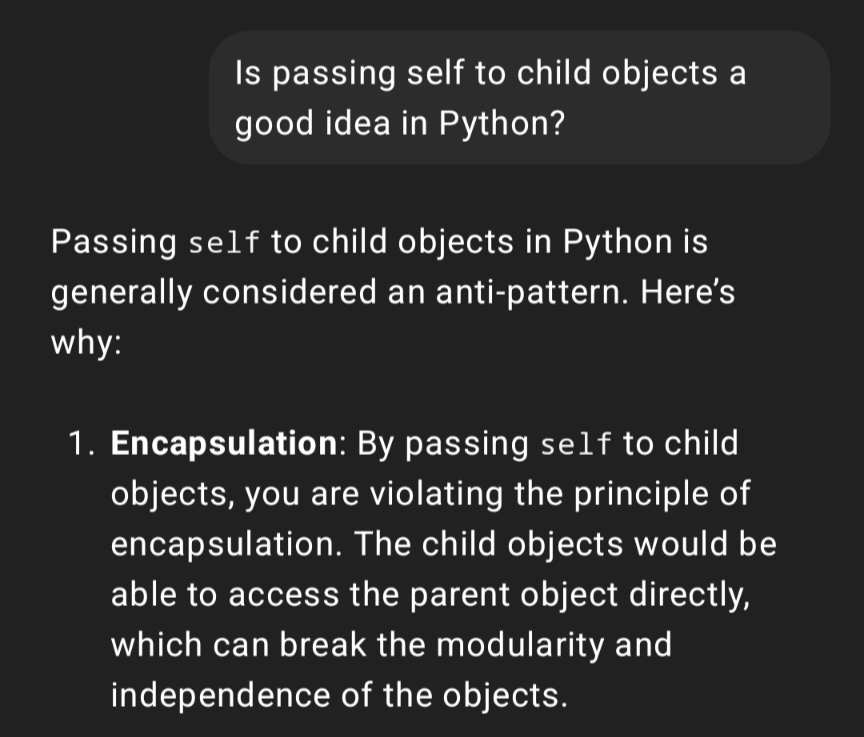 Is passing self to child objects a
good idea in Python?
Passing self to child objects in Python is
generally considered an anti-pattern. Here’s
why:
1. Encapsulation: By passing self to child
objects, you are violating the principle of
encapsulation. The child objects would be
able to access the parent object directly,
which can break the modularity and
independence of the objects.